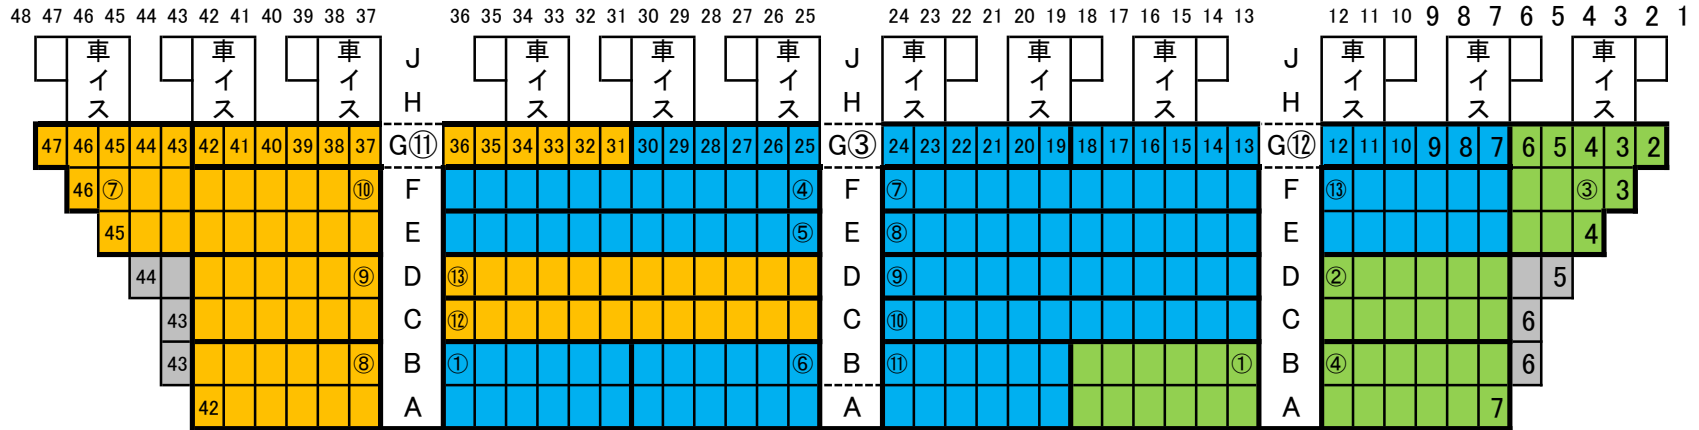 48 47 46 45 44 43 42 41 40 39 38 37 36 35 34 33 32 31 30 29 28 27 26 25 24 23 22 21 20 19 18 17 16 15 14 13 12 11 10 9 8 7 6 5 4 3 2 1
車イス 車イス 車イス J 車イス 車イス 車イス J 車イス 車イス 車イス J 車イス 車イス 車イス
H H H
47 46 45 44 43 42 41 40 39 38 37 G⑪ 36 35 34 33 32 31 30 29 28 27 26 25 G③ 24 23 22 21 20 19 18 17 16 15 14 13 G⑫ 12 11 10 9 8 7 6 5 4 3 2
46 ⑦ ⑩ F ④ F ⑦ F ⑬ ③ 3
45 E ⑤ E ⑧ E 4
44 ⑨ D ⑬ D ⑨ D ② 5
43 C ⑫ C ⑩ C 6
43 ⑧ B ① ⑥ B ⑪ ① B ④ 6
42 A A A 7